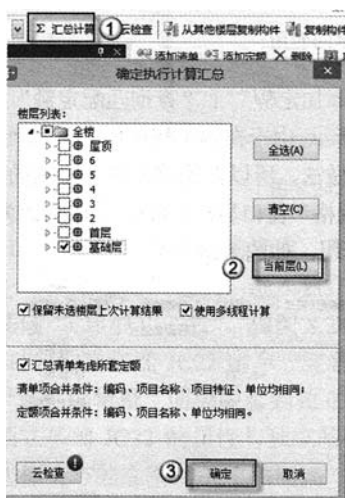 Σ 汇总计算 ① 云检查 从其他楼层复制构件 复制构件
添加清单 添加定额 删除
确定执行计算汇总
楼层列表:
全楼
屋顶
6
5
4
3
2
首层
基础层
全选(A)
清空(C)
② 当前层(L)
保留未选楼层上次计算结果 使用多线程计算
汇总清单考虑所套定额
清单项合并条件：编码、项目名称、项目特征、单位均相同；
定额项合并条件：编码、项目名称、单位均相同。
云检查 ③ 确定 取消